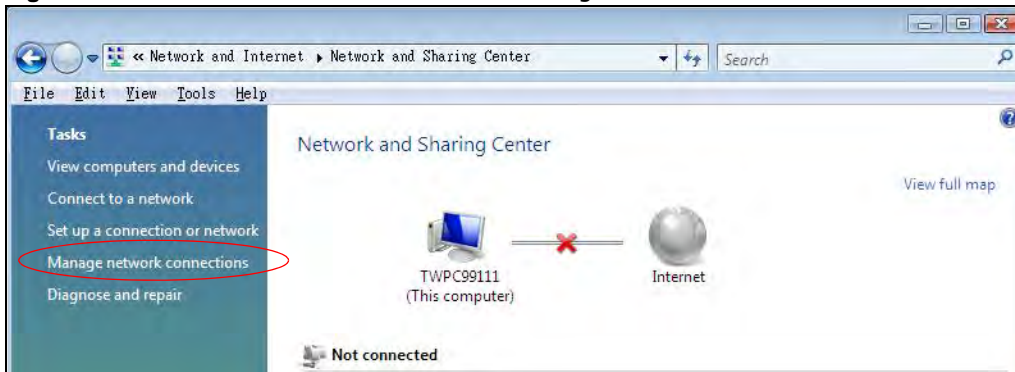 « Network and Internet ▸ Network and Sharing Center
Search
File Edit View Tools Help
Tasks
View computers and devices
Connect to a network
Set up a connection or network
Manage network connections
Diagnose and repair
Network and Sharing Center
View full map
TWPC99111
(This computer)
Internet
Not connected